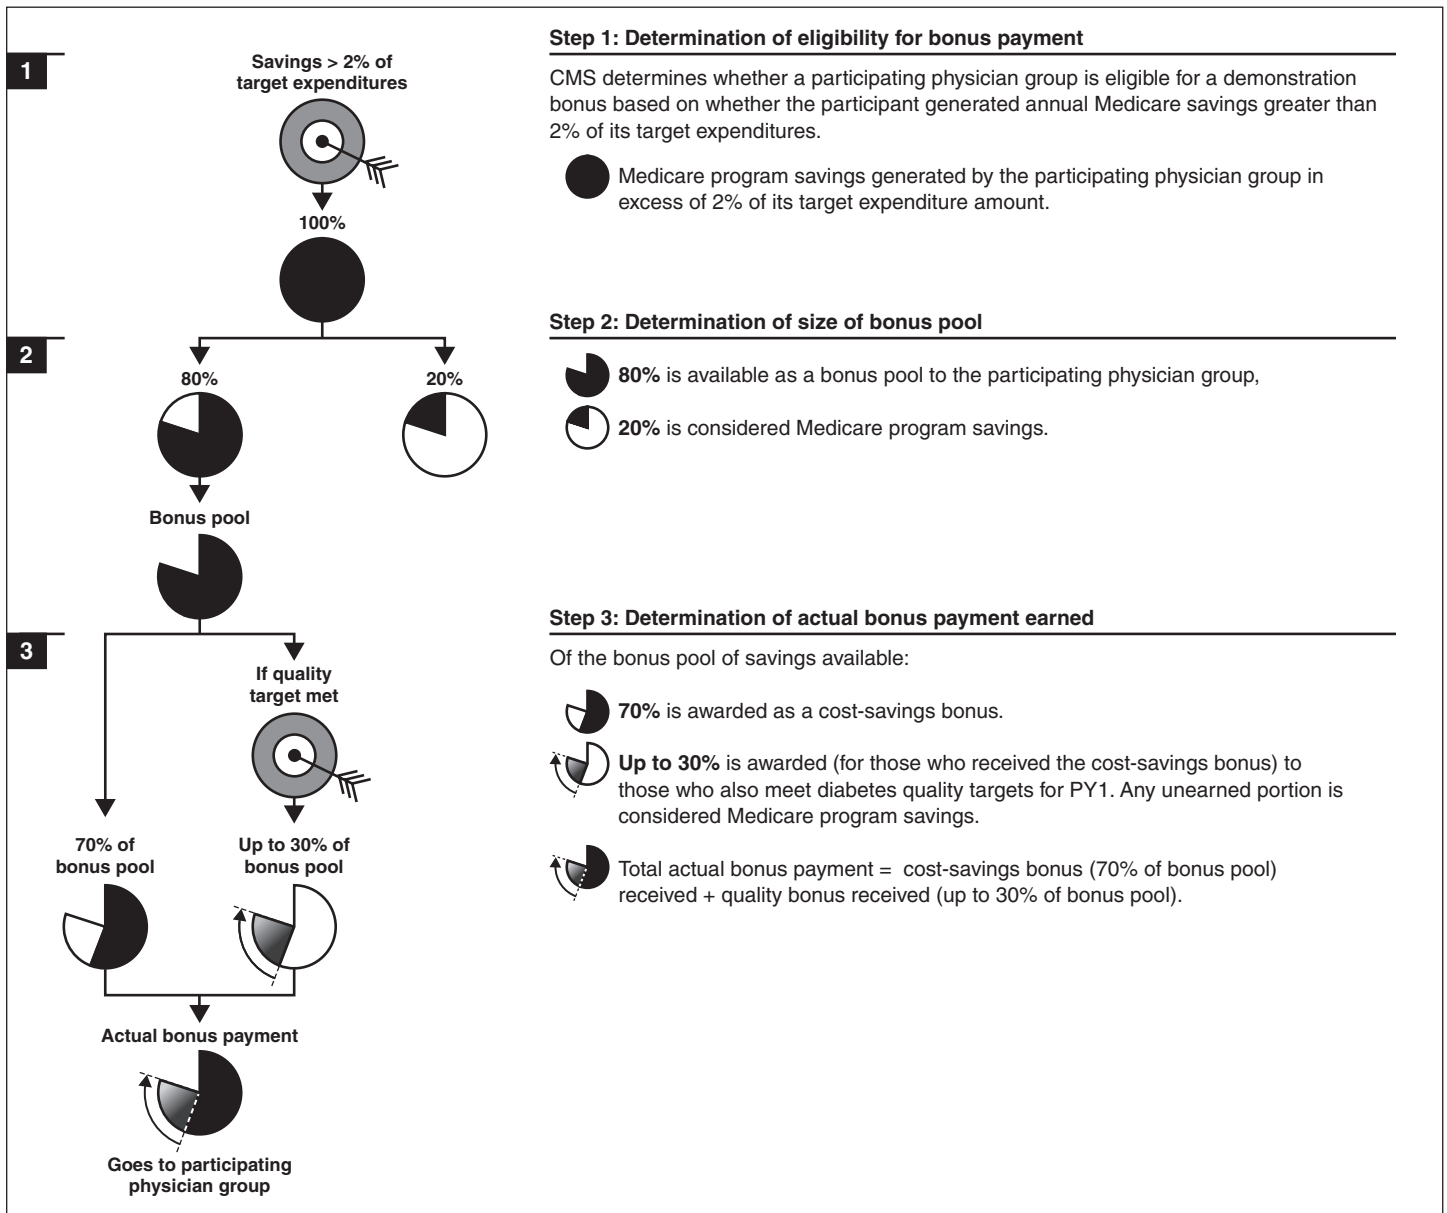 1
Savings > 2% of
target expenditures
100%
Step 1: Determination of eligibility for bonus payment
CMS determines whether a participating physician group is eligible for a demonstration
bonus based on whether the participant generated annual Medicare savings greater than
2% of its target expenditures.
Medicare program savings generated by the participating physician group in
excess of 2% of its target expenditure amount.
2
80%
20%
Bonus pool
Step 2: Determination of size of bonus pool
80% is available as a bonus pool to the participating physician group,
20% is considered Medicare program savings.
3
If quality
target met
70% of
bonus pool
Up to 30% of
bonus pool
Actual bonus payment
Goes to participating
physician group
Step 3: Determination of actual bonus payment earned
Of the bonus pool of savings available:
70% is awarded as a cost-savings bonus.
Up to 30% is awarded (for those who received the cost-savings bonus) to
those who also meet diabetes quality targets for PY1. Any unearned portion is
considered Medicare program savings.
Total actual bonus payment = cost-savings bonus (70% of bonus pool)
received + quality bonus received (up to 30% of bonus pool).